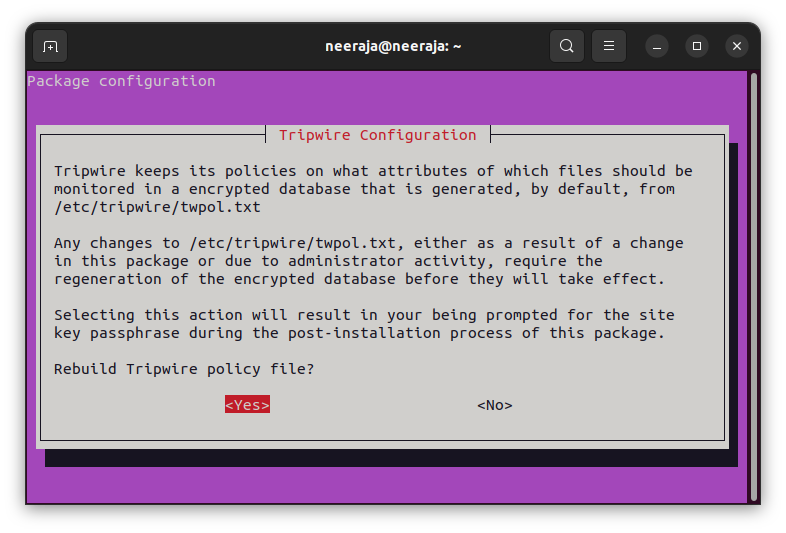 neeraja@neeraja: ~
Package configuration
Tripwire Configuration
Tripwire keeps its policies on what attributes of which files should be
monitored in a encrypted database that is generated, by default, from
/etc/tripwire/twpol.txt
Any changes to /etc/tripwire/twpol.txt, either as a result of a change
in this package or due to administrator activity, require the
regeneration of the encrypted database before they will take effect.
Selecting this action will result in your being prompted for the site
key passphrase during the post-installation process of this package.
Rebuild Tripwire policy file?
<Yes> <No>